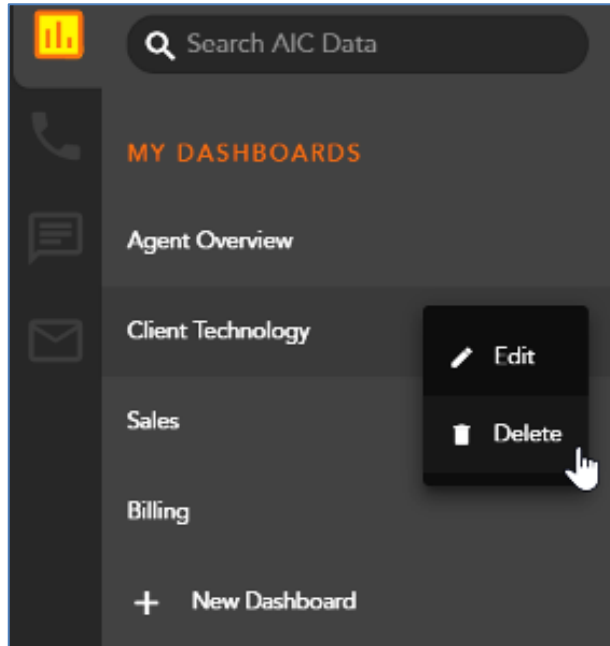 Search AIC Data
MY DASHBOARDS
Agent Overview
Client Technology
Edit
Sales
Delete
Billing
New Dashboard